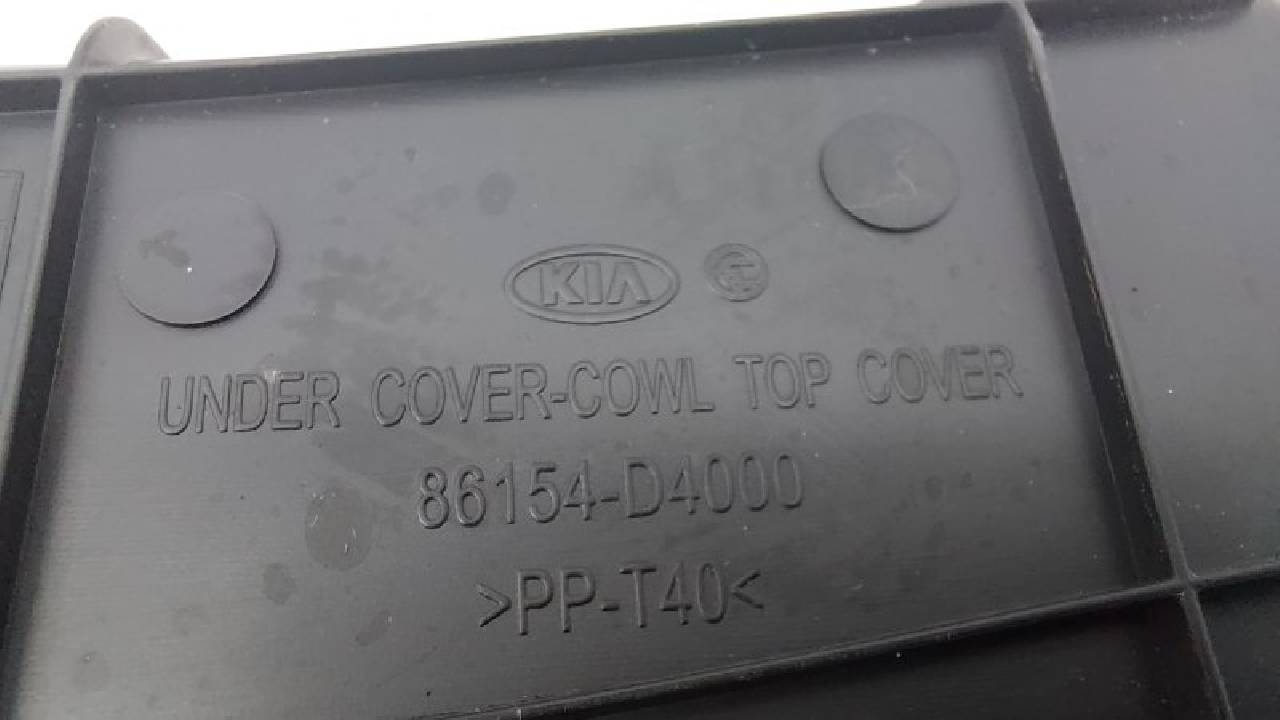 KIA
UNDER COVER-COWL TOP COVER
86154-D4000
>PP-T40<